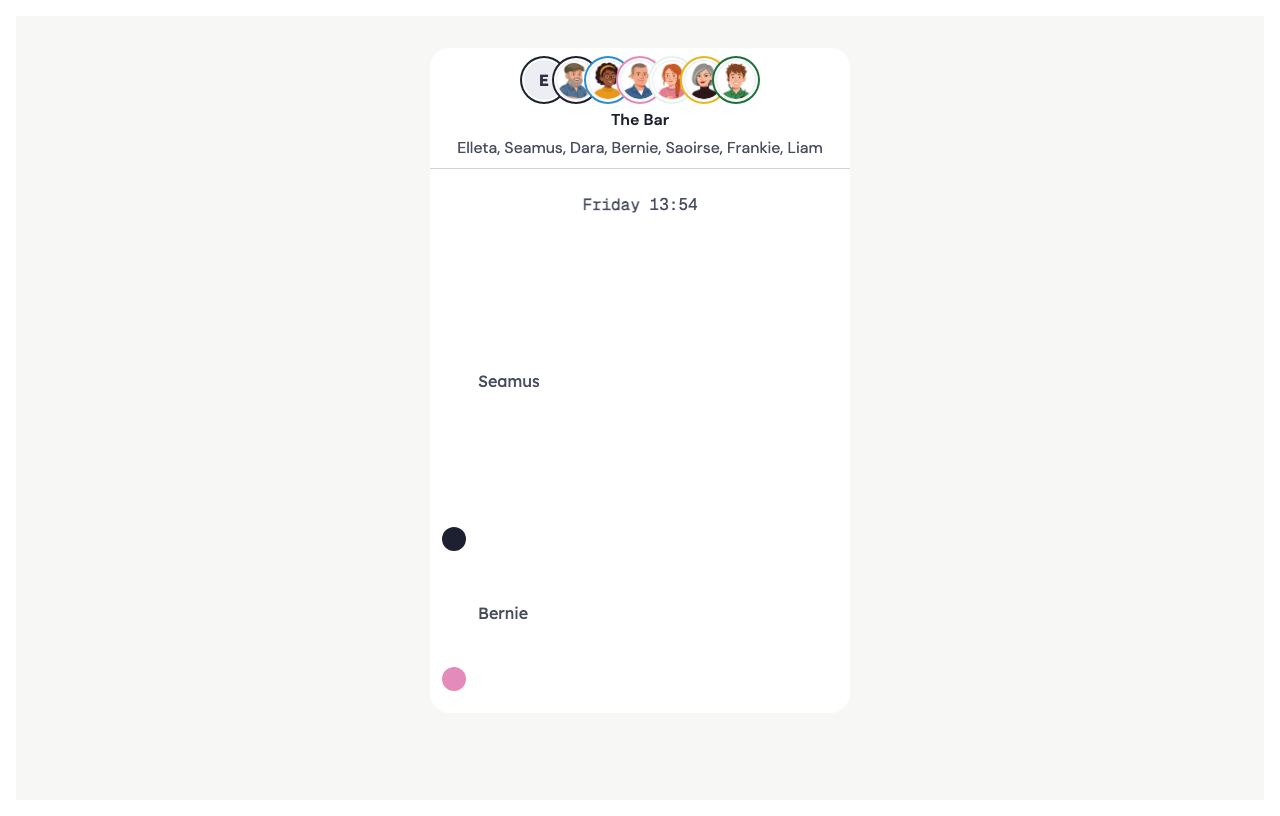 E
The Bar
Elleta, Seamus, Dara, Bernie, Saoirse, Frankie, Liam
Friday 13:54
Seamus
Bernie